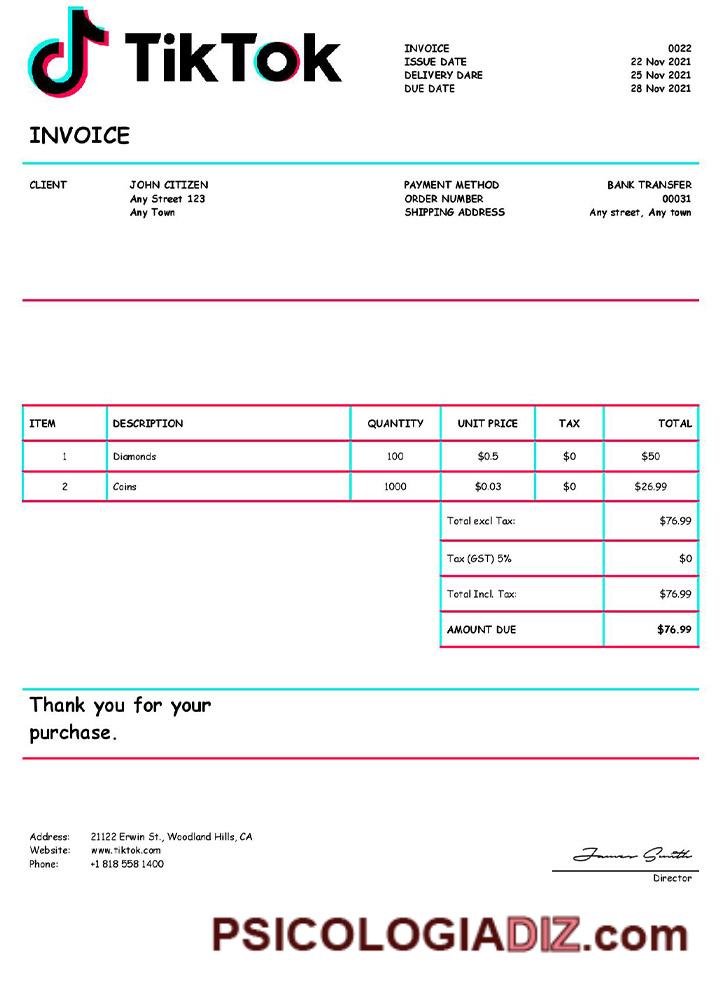 TikTok
INVOICE 0022
ISSUE DATE 22 Nov 2021
DELIVERY DARE 25 Nov 2021
DUE DATE 28 Nov 2021
INVOICE
CLIENT JOHN CITIZEN PAYMENT METHOD BANK TRANSFER
Any Street 123 ORDER NUMBER 00031
Any Town SHIPPING ADDRESS Any street, Any town
ITEM DESCRIPTION QUANTITY UNIT PRICE TAX TOTAL
1 Diamonds 100 $0.5 $0 $50
2 Coins 1000 $0.03 $0 $26.99
Total excl Tax: $76.99
Tax (GST) 5% $0
Total Incl. Tax: $76.99
AMOUNT DUE $76.99
Thank you for your
purchase.
Address: 21122 Erwin St., Woodland Hills, CA
Website: www.tiktok.com
Phone: +1 818 558 1400
James Smith
Director
PSICOLOGIADIZ.com